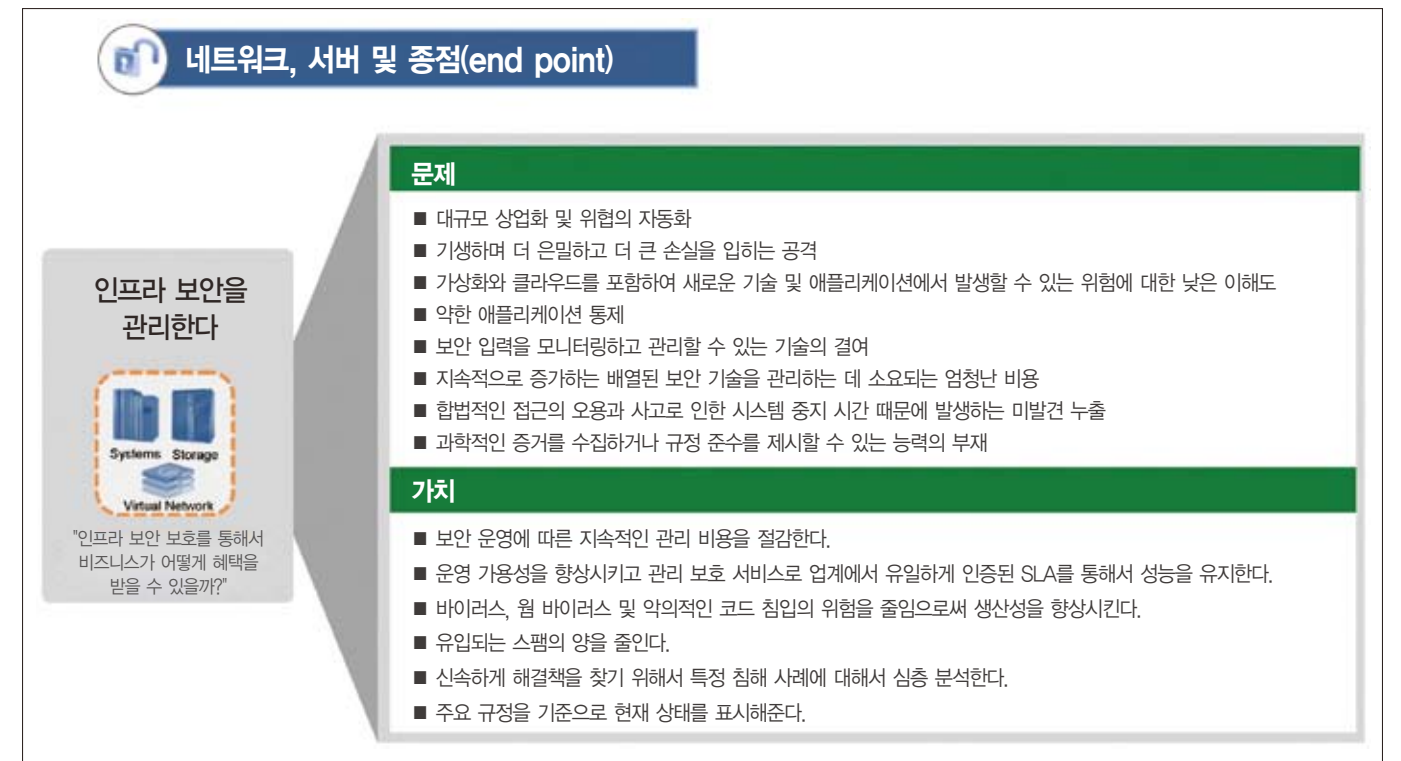 네트워크, 서버 및 종점(end point)
인프라 보안을
관리한다
Systems Storage
Virtual Network
"인프라 보안 보호를 통해서
비즈니스가 어떻게 혜택을
받을 수 있을까?"
문제
■ 대규모 상업화 및 위협의 자동화
■ 기생하며 더 은밀하고 더 큰 손실을 입히는 공격
■ 가상화와 클라우드를 포함하여 새로운 기술 및 애플리케이션에서 발생할 수 있는 위험에 대한 낮은 이해도
■ 약한 애플리케이션 통제
■ 보안 입력을 모니터링하고 관리할 수 있는 기술의 결여
■ 지속적으로 증가하는 배열된 보안 기술을 관리하는 데 소요되는 엄청난 비용
■ 합법적인 접근의 오용과 사고로 인한 시스템 중지 시간 때문에 발생하는 미발견 누출
■ 과학적인 증거를 수집하거나 규정 준수를 제시할 수 있는 능력의 부재
가치
■ 보안 운영에 따른 지속적인 관리 비용을 절감한다.
■ 운영 가용성을 향상시키고 관리 보호 서비스로 업계에서 유일하게 인증된 SLA를 통해서 성능을 유지한다.
■ 바이러스, 웜 바이러스 및 악의적인 코드 침입의 위험을 줄임으로써 생산성을 향상시킨다.
■ 유입되는 스팸의 양을 줄인다.
■ 신속하게 해결책을 찾기 위해서 특정 침해 사례에 대해서 심층 분석한다.
■ 주요 규정을 기준으로 현재 상태를 표시해준다.